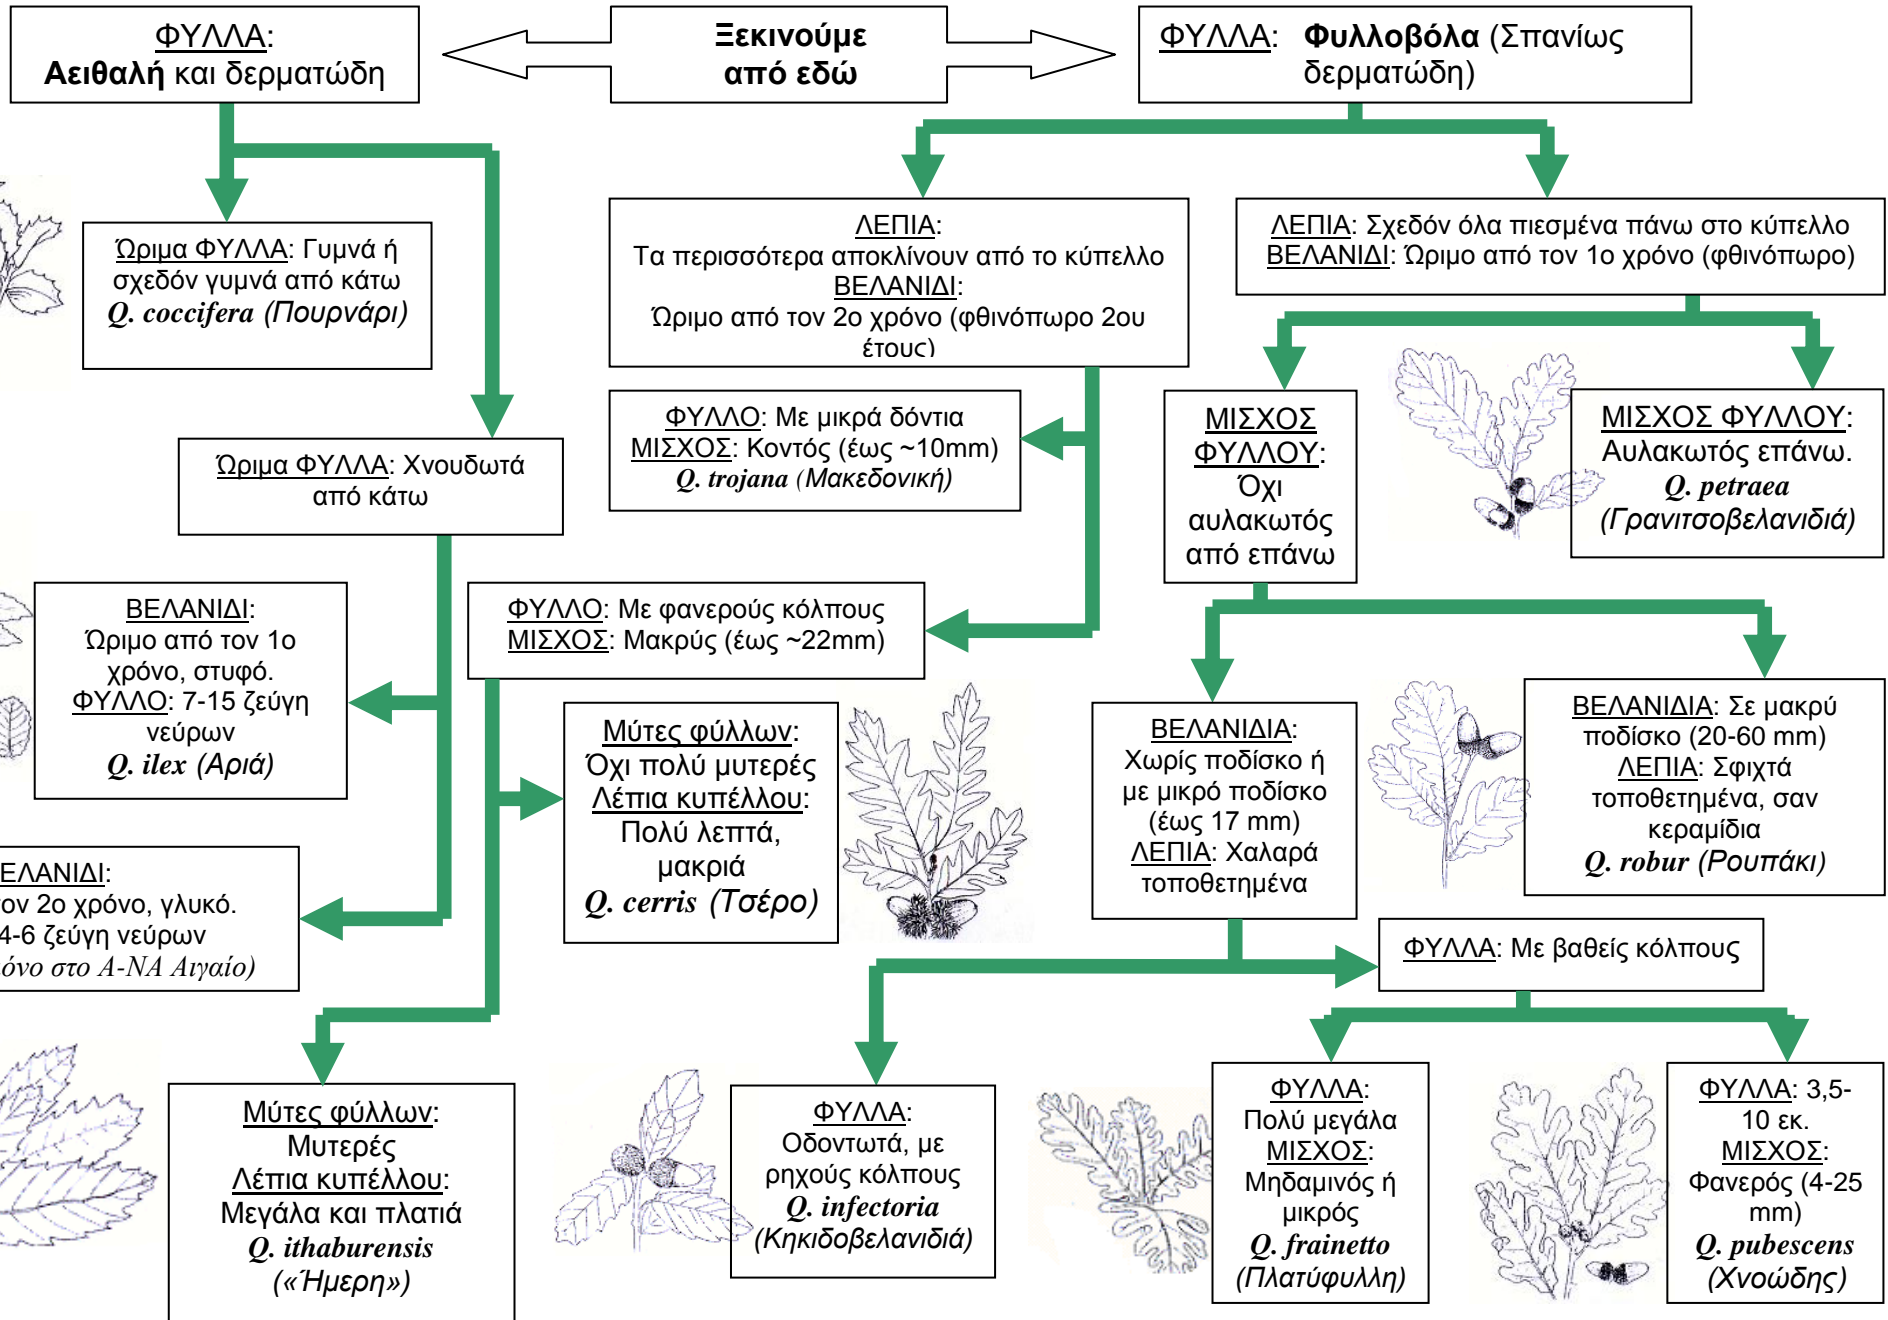 ΦΥΛΛΑ:
Αειθαλή και δερματώδη
Ξεκινούμε
από εδώ
ΦΥΛΛΑ: Φυλλοβόλα (Σπανίως
δερματώδη)
Ώριμα ΦΥΛΛΑ: Γυμνά ή
σχεδόν γυμνά από κάτω
Q. coccifera (Πουρνάρι)
ΛΕΠΙΑ:
Τα περισσότερα αποκλίνουν από το κύπελλο
ΒΕΛΑΝΙΔΙ:
Ώριμο από τον 2ο χρόνο (φθινόπωρο 2ου
έτους)
ΛΕΠΙΑ: Σχεδόν όλα πιεσμένα πάνω στο κύπελλο
ΒΕΛΑΝΙΔΙ: Ώριμο από τον 1ο χρόνο (φθινόπωρο)
Ώριμα ΦΥΛΛΑ: Χνουδωτά
από κάτω
ΦΥΛΛΟ: Με μικρά δόντια
ΜΙΣΧΟΣ: Κοντός (έως ~10mm)
Q. trojana (Μακεδονική)
ΜΙΣΧΟΣ
ΦΥΛΛΟΥ:
Όχι
αυλακωτός
από επάνω
ΜΙΣΧΟΣ ΦΥΛΛΟΥ:
Αυλακωτός επάνω.
Q. petraea
(Γρανιτσοβελανιδιά)
ΒΕΛΑΝΙΔΙ:
Ώριμο από τον 1ο
χρόνο, στυφό.
ΦΥΛΛΟ: 7-15 ζεύγη
νεύρων
Q. ilex (Αριά)
ΦΥΛΛΟ: Με φανερούς κόλπους
ΜΙΣΧΟΣ: Μακρύς (έως ~22mm)
Μύτες φύλλων:
Όχι πολύ μυτερές
Λέπια κυπέλλου:
Πολύ λεπτά,
μακριά
Q. cerris (Τσέρο)
ΒΕΛΑΝΙΔΙΑ:
Χωρίς ποδίσκο ή
με μικρό ποδίσκο
(έως 17 mm)
ΛΕΠΙΑ: Χαλαρά
τοποθετημένα
ΒΕΛΑΝΙΔΙΑ: Σε μακρύ
ποδίσκο (20-60 mm)
ΛΕΠΙΑ: Σφιχτά
τοποθετημένα, σαν
κεραμίδια
Q. robur (Ρουπάκι)
ΕΛΑΝΙΔΙ:
τον 2ο χρόνο, γλυκό.
4-6 ζεύγη νεύρων
όνο στο Α-ΝΑ Αιγαίο)
ΦΥΛΛΑ: Με βαθείς κόλπους
Μύτες φύλλων:
Μυτερές
Λέπια κυπέλλου:
Μεγάλα και πλατιά
Q. ithaburensis
(«Ήμερη»)
ΦΥΛΛΑ:
Οδοντωτά, με
ρηχούς κόλπους
Q. infectoria
(Κηκιδοβελανιδιά)
ΦΥΛΛΑ:
Πολύ μεγάλα
ΜΙΣΧΟΣ:
Μηδαμινός ή
μικρός
Q. frainetto
(Πλατύφυλλη)
ΦΥΛΛΑ: 3,5-
10 εκ.
ΜΙΣΧΟΣ:
Φανερός (4-25
mm)
Q. pubescens
(Χνοώδης)